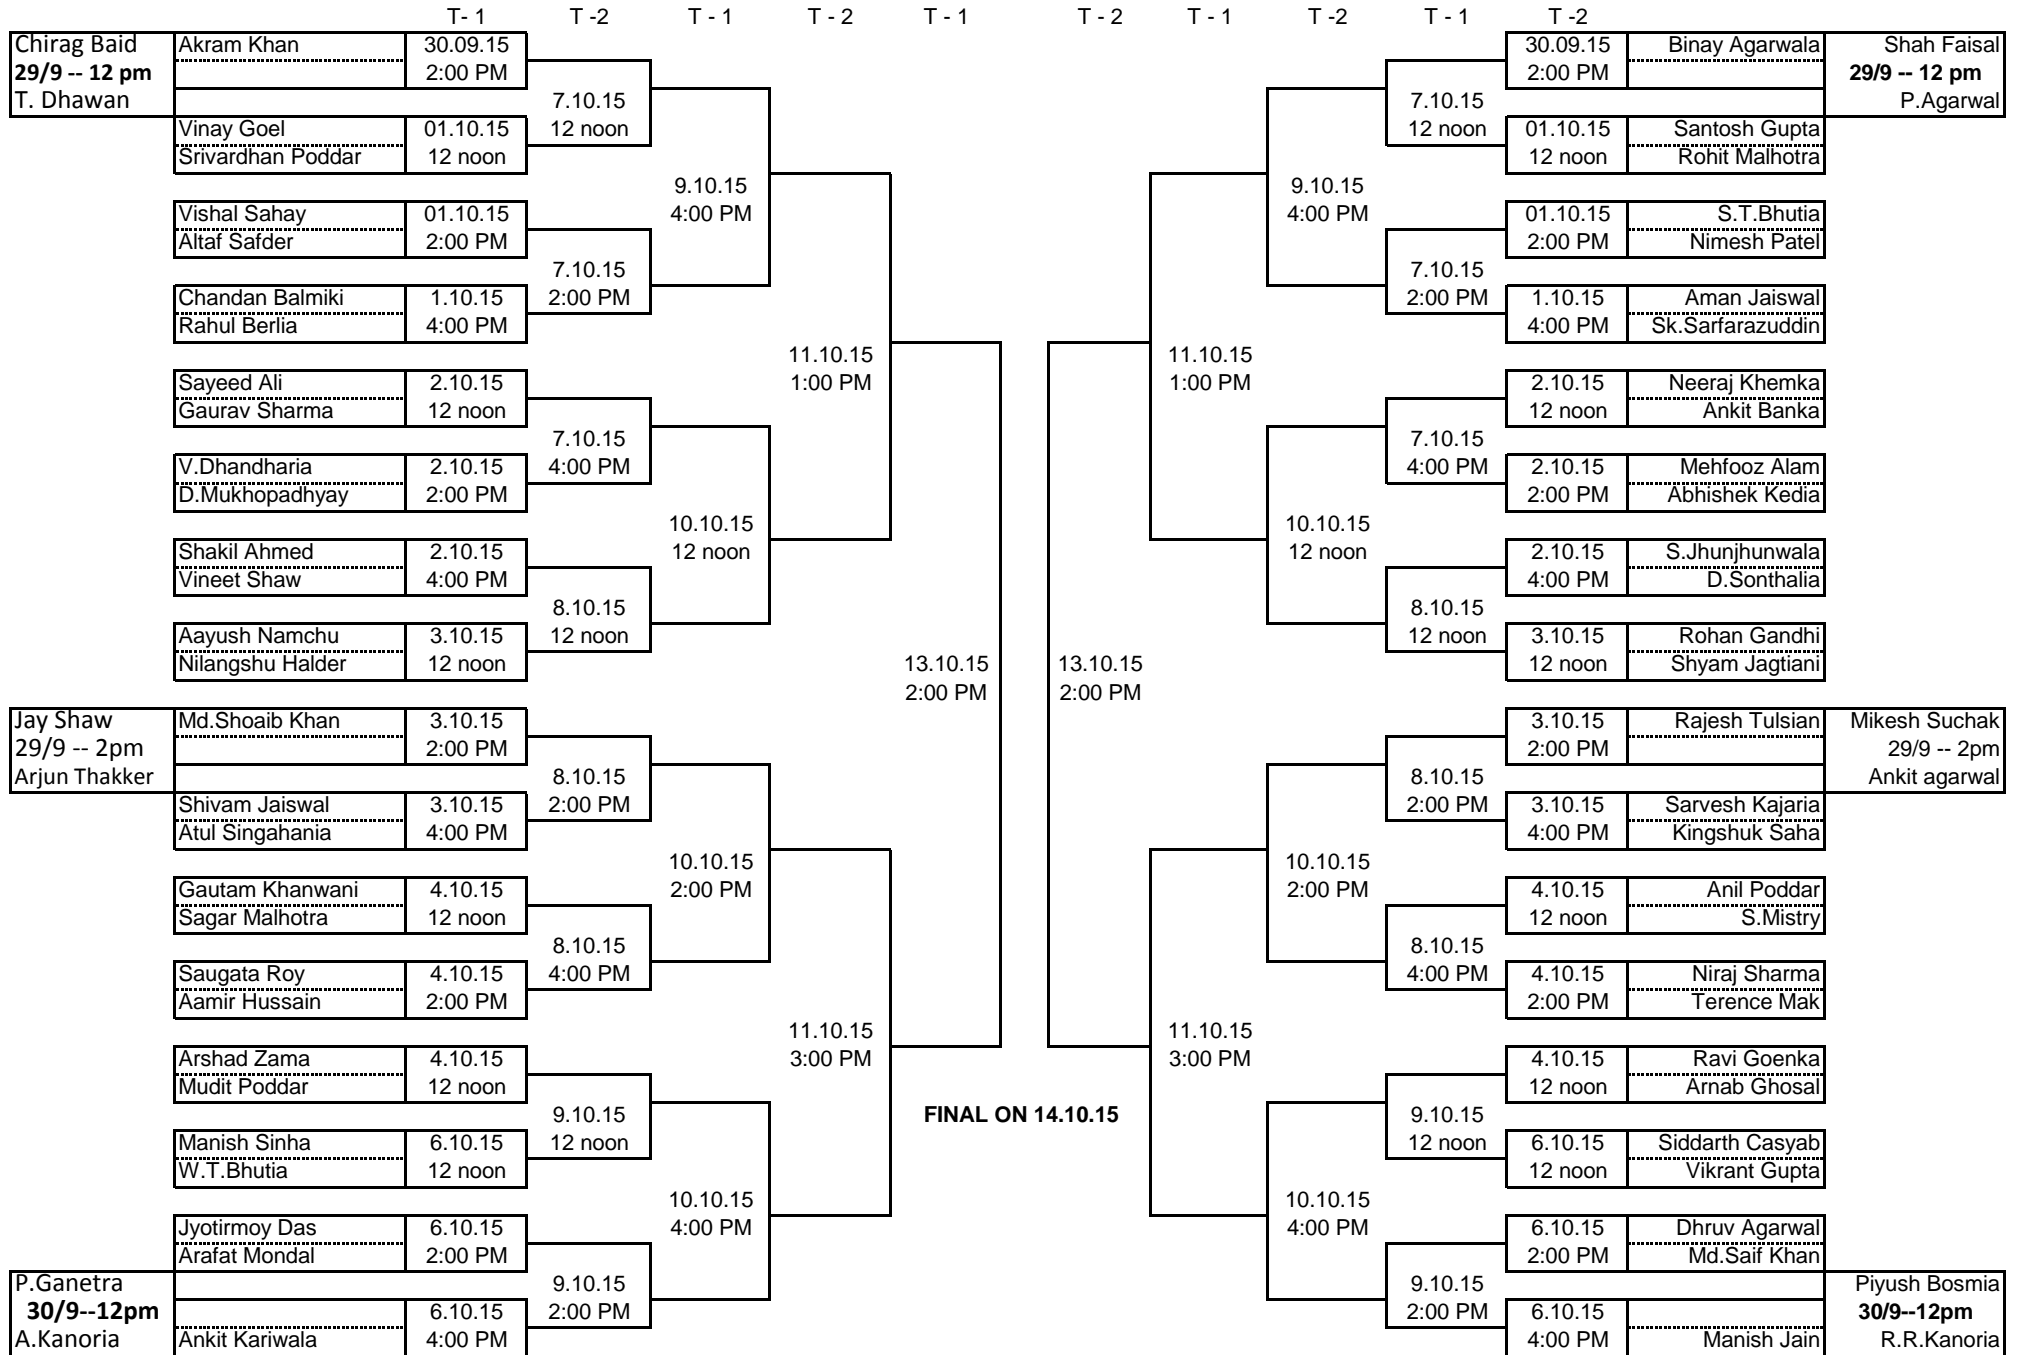 T- 1 T -2 T - 1 T - 2 T - 1 T - 2 T - 1 T -2 T - 1 T -2
Chirag Baid Akram Khan 30.09.15 30.09.15 Binay Agarwala Shah Faisal
29/9 -- 12 pm 2:00 PM 2:00 PM 29/9 -- 12 pm
T. Dhawan 7.10.15 7.10.15 P.Agarwal
Vinay Goel 01.10.15 12 noon 12 noon 01.10.15 Santosh Gupta
Srivardhan Poddar 12 noon 12 noon Rohit Malhotra
9.10.15 9.10.15
Vishal Sahay 01.10.15 4:00 PM 4:00 PM 01.10.15 S.T.Bhutia
Altaf Safder 2:00 PM 2:00 PM Nimesh Patel
7.10.15 7.10.15
Chandan Balmiki 1.10.15 2:00 PM 2:00 PM 1.10.15 Aman Jaiswal
Rahul Berlia 4:00 PM 4:00 PM Sk.Sarfarazuddin
11.10.15 11.10.15
Sayeed Ali 2.10.15 1:00 PM 1:00 PM 2.10.15 Neeraj Khemka
Gaurav Sharma 12 noon 12 noon Ankit Banka
7.10.15 7.10.15
V.Dhandharia 2.10.15 4:00 PM 4:00 PM 2.10.15 Mehfooz Alam
D.Mukhopadhyay 2:00 PM 2:00 PM Abhishek Kedia
10.10.15 10.10.15
Shakil Ahmed 2.10.15 12 noon 12 noon 2.10.15 S.Jhunjhunwala
Vineet Shaw 4:00 PM 4:00 PM D.Sonthalia
8.10.15 8.10.15
Aayush Namchu 3.10.15 12 noon 12 noon 3.10.15 Rohan Gandhi
Nilangshu Halder 12 noon 13.10.15 13.10.15 12 noon Shyam Jagtiani
2:00 PM 2:00 PM
Jay Shaw Md.Shoaib Khan 3.10.15 3.10.15 Rajesh Tulsian Mikesh Suchak
29/9 -- 2pm 2:00 PM 2:00 PM 29/9 -- 2pm
Arjun Thakker 8.10.15 8.10.15 Ankit agarwal
Shivam Jaiswal 3.10.15 2:00 PM 2:00 PM 3.10.15 Sarvesh Kajaria
Atul Singahania 4:00 PM 4:00 PM Kingshuk Saha
10.10.15 10.10.15
Gautam Khanwani 4.10.15 2:00 PM 2:00 PM 4.10.15 Anil Poddar
Sagar Malhotra 12 noon 12 noon S.Mistry
8.10.15 8.10.15
Saugata Roy 4.10.15 4:00 PM 4:00 PM 4.10.15 Niraj Sharma
Aamir Hussain 2:00 PM 2:00 PM Terence Mak
11.10.15 11.10.15
Arshad Zama 4.10.15 3:00 PM 3:00 PM 4.10.15 Ravi Goenka
Mudit Poddar 12 noon 12 noon Arnab Ghosal
9.10.15 FINAL ON 14.10.15 9.10.15
Manish Sinha 6.10.15 12 noon 12 noon 6.10.15 Siddarth Casyab
W.T.Bhutia 12 noon 12 noon Vikrant Gupta
10.10.15 10.10.15
Jyotirmoy Das 6.10.15 4:00 PM 4:00 PM 6.10.15 Dhruv Agarwal
Arafat Mondal 2:00 PM 2:00 PM Md.Saif Khan
P.Ganetra 9.10.15 9.10.15 Piyush Bosmia
30/9--12pm 6.10.15 2:00 PM 2:00 PM 6.10.15 30/9--12pm
A.Kanoria Ankit Kariwala 4:00 PM 4:00 PM Manish Jain R.R.Kanoria